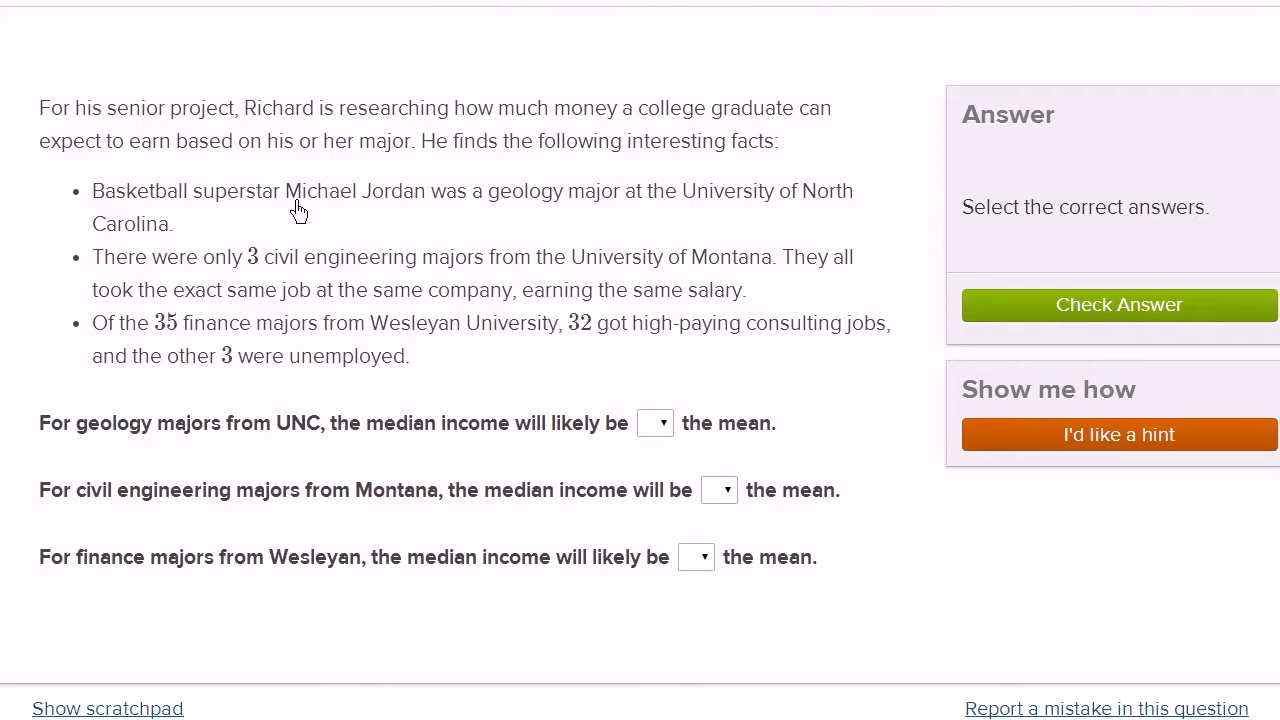 For his senior project, Richard is researching how much money a college graduate can
expect to earn based on his or her major. He finds the following interesting facts:
• Basketball superstar Michael Jordan was a geology major at the University of North
Carolina.
• There were only 3 civil engineering majors from the University of Montana. They all
took the exact same job at the same company, earning the same salary.
• Of the 35 finance majors from Wesleyan University, 32 got high-paying consulting jobs,
and the other 3 were unemployed.
For geology majors from UNC, the median income will likely be the mean.
For civil engineering majors from Montana, the median income will be the mean.
For finance majors from Wesleyan, the median income will likely be the mean.
Answer
Select the correct answers.
Check Answer
Show me how
I'd like a hint
Show scratchpad
Report a mistake in this question